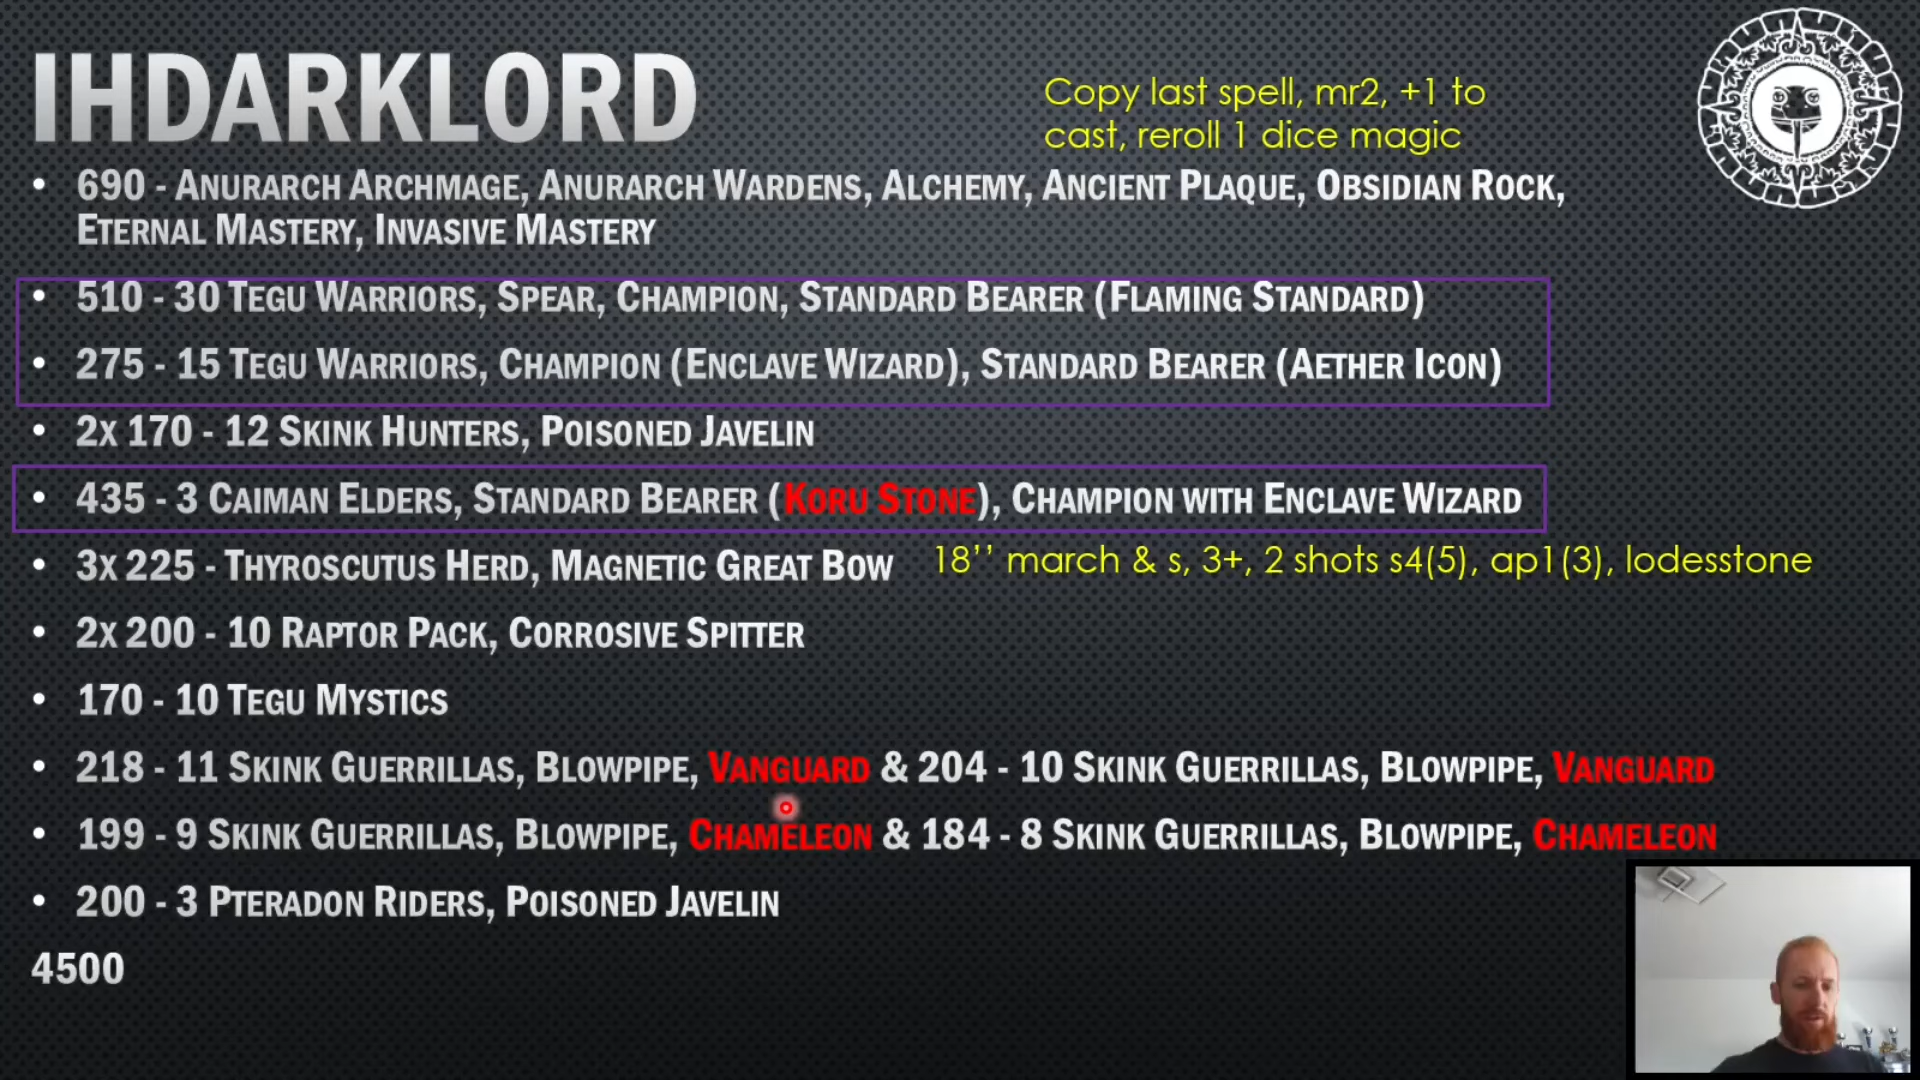 IHDARKLORD
Copy last spell, mr2, +1 to
cast, reroll 1 dice magic
• 690 - ANURARCH ARCHMAGE, ANURARCH WARDENS, ALCHEMY, ANCIENT PLAQUE, OBSIDIAN ROCK,
ETERNAL MASTERY, INVASIVE MASTERY
• 510 - 30 TEGU WARRIORS, SPEAR, CHAMPION, STANDARD BEARER (FLAMING STANDARD)
• 275 - 15 TEGU WARRIORS, CHAMPION (ENCLAVE WIZARD), STANDARD BEARER (AETHER ICON)
• 2X 170 - 12 SKINK HUNTERS, POISONED JAVELIN
• 435 - 3 CAIMAN ELDERS, STANDARD BEARER (KORU STONE), CHAMPION WITH ENCLAVE WIZARD
• 3X 225 - THYROSCUTUS HERD, MAGNETIC GREAT BOW 18’’ march & s, 3+, 2 shots s4(5), ap1(3), lodesstone
• 2X 200 - 10 RAPTOR PACK, CORROSIVE SPITTER
• 170 - 10 TEGU MYSTICS
• 218 - 11 SKINK GUERRILLAS, BLOWPIPE, VANGUARD & 204 - 10 SKINK GUERRILLAS, BLOWPIPE, VANGUARD
• 199 - 9 SKINK GUERRILLAS, BLOWPIPE, CHAMELEON & 184 - 8 SKINK GUERRILLAS, BLOWPIPE, CHAMELEON
• 200 - 3 PTERADON RIDERS, POISONED JAVELIN
4500